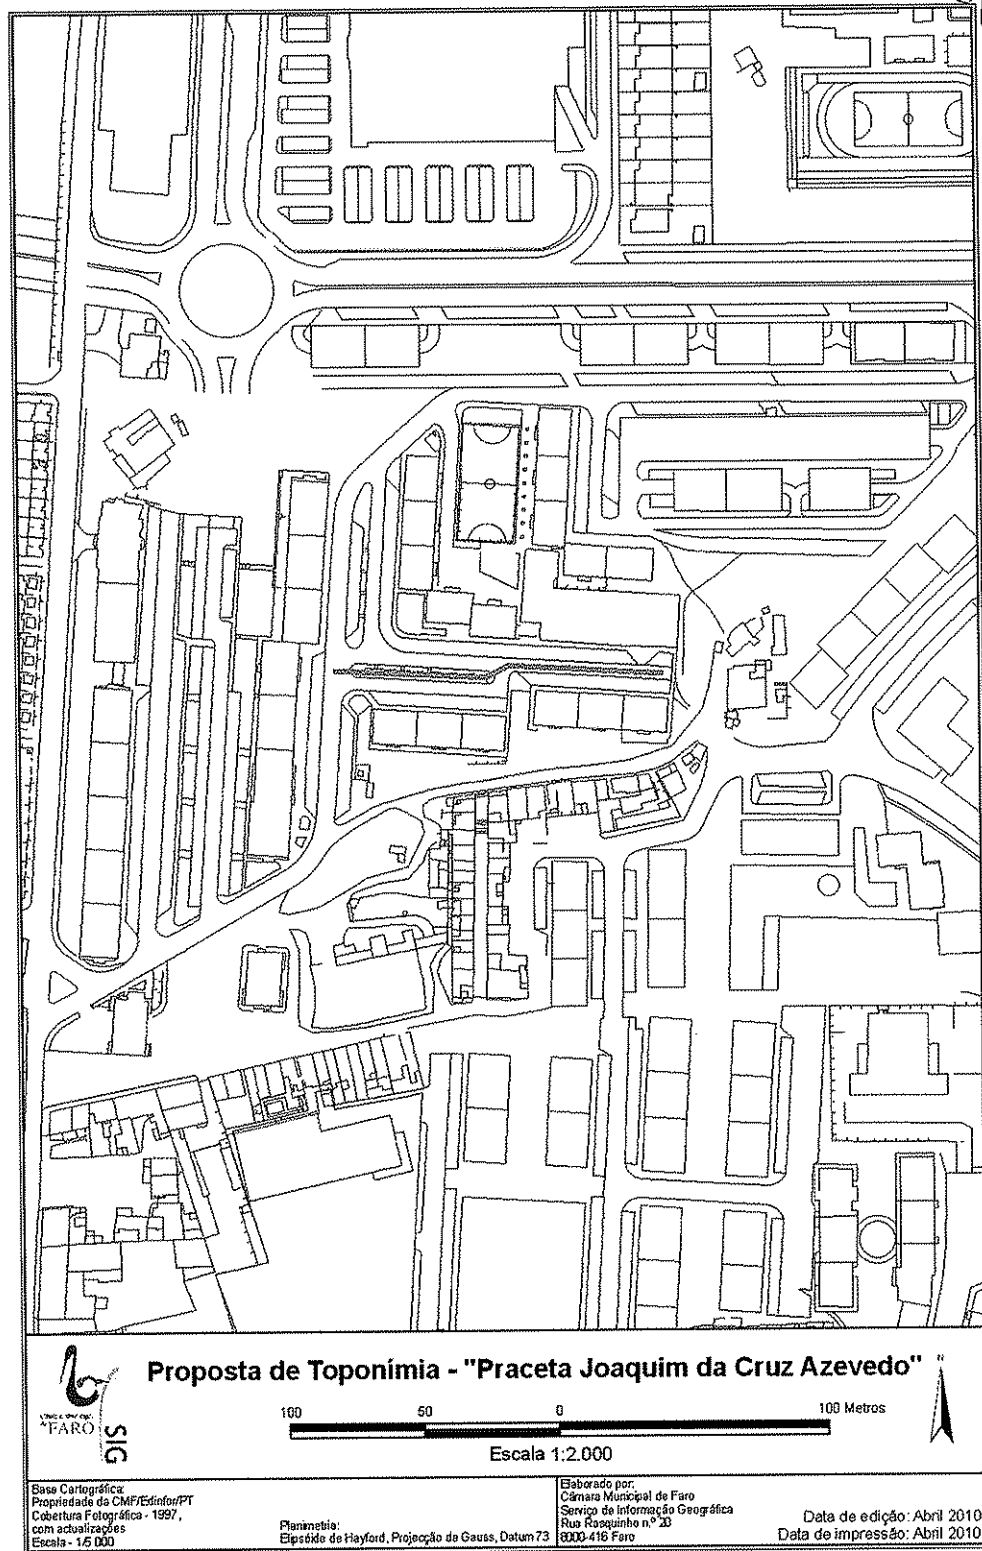 Proposta de Toponímia - "Praceta Joaquim da Cruz Azevedo"
FARO
SIG
N
100 50 0 100 Metros
Escala 1:2.000
Base Cartográfica:
Propriedade da CMF/Edinfor/PT
Cobertura Fotográfica - 1997,
com actualizações
Escala - 1/5 000
Planimetria:
Elipsóide de Hayford, Projecção de Gauss, Datum 73
Elaborado por:
Câmara Municipal de Faro
Serviço de Informação Geográfica
Rua Rasquinho n.º 20
8000-416 Faro
Data de edição: Abril 2010
Data de impressão: Abril 2010